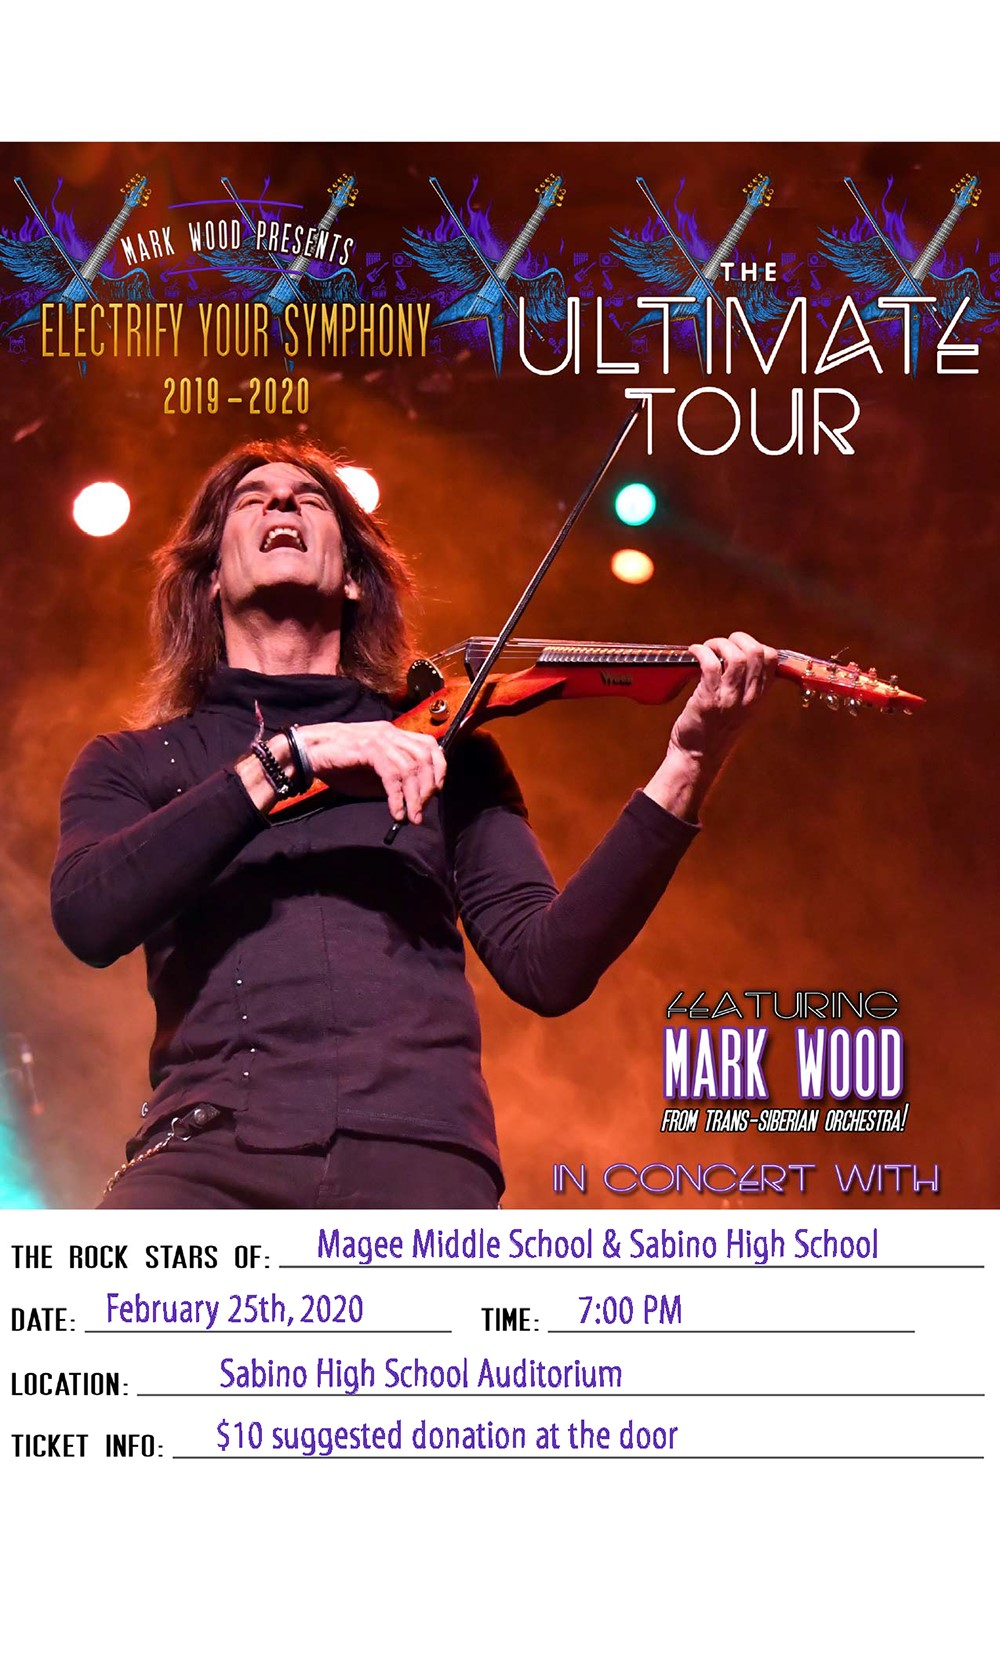 MARK WOOD PRESENTS
ELECTRIFY YOUR SYMPHONY
2019-2020
THE
ULTIMATE
TOUR
Wood
FEATURING
MARK WOOD
FROM TRANS-SIBERIAN ORCHESTRA!
IN CONCERT WITH
THE ROCK STARS OF: Magee Middle School & Sabino High School
DATE: February 25th, 2020 TIME: 7:00 PM
LOCATION: Sabino High School Auditorium
TICKET INFO: $10 suggested donation at the door